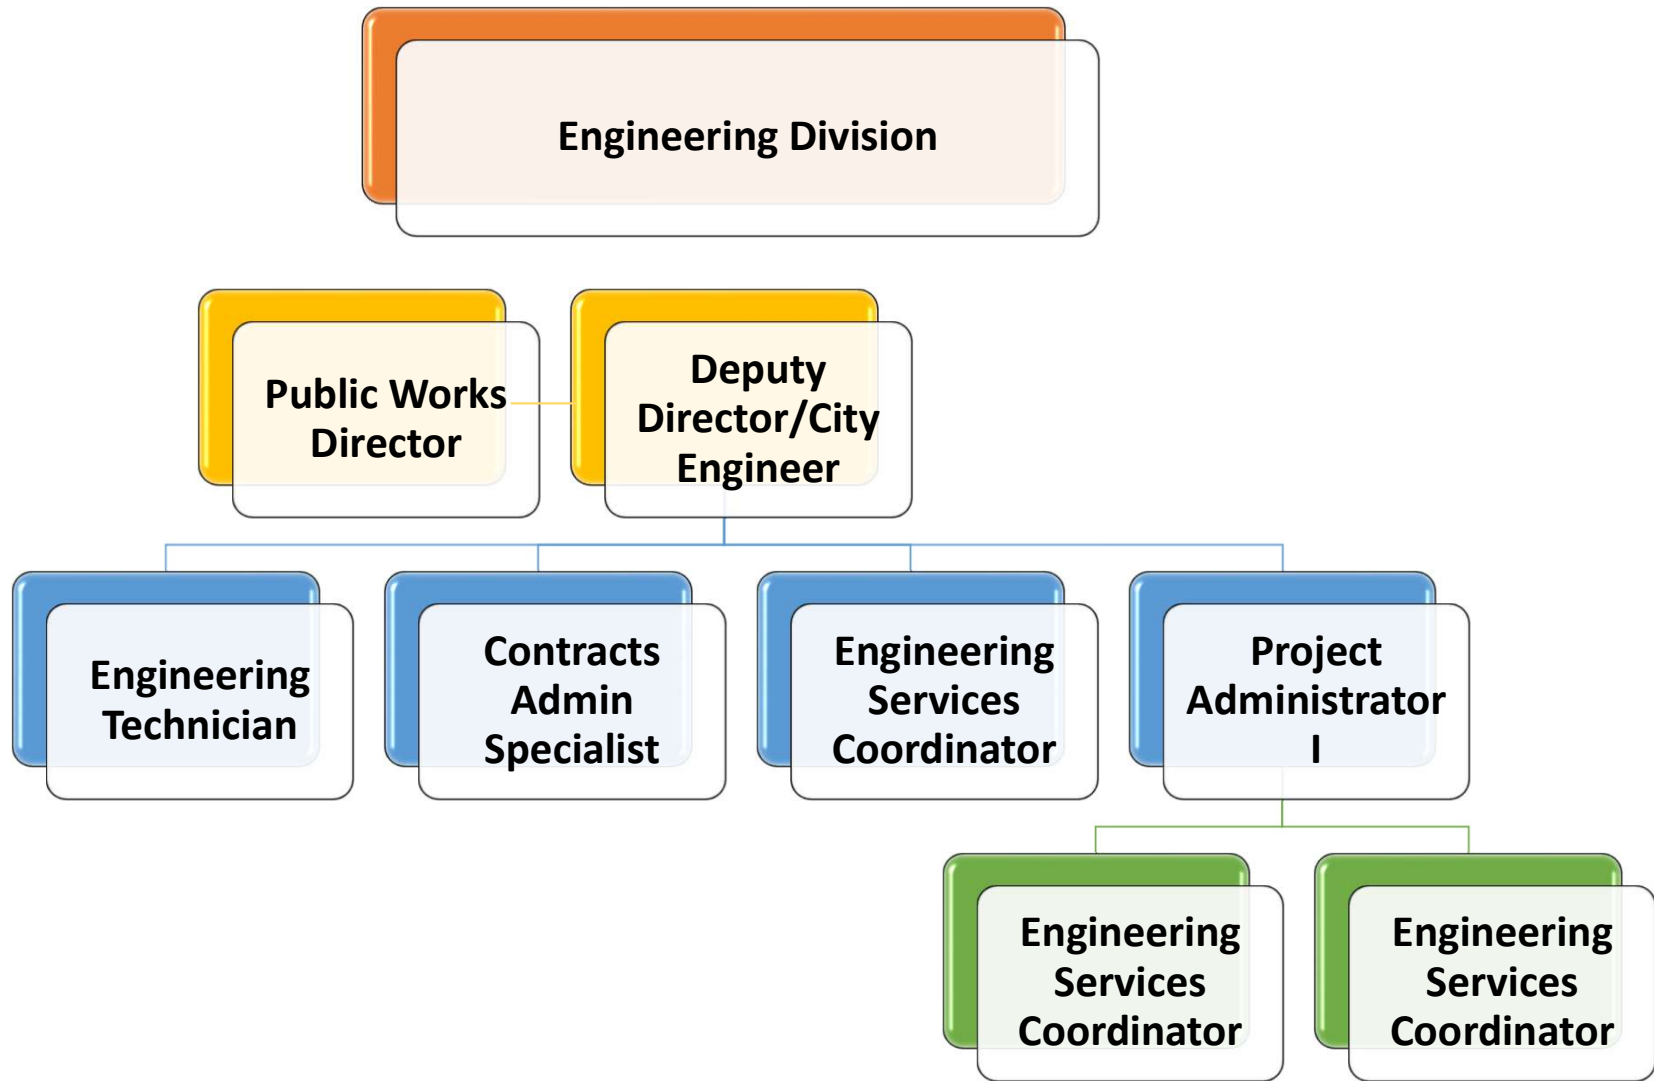 Engineering Division
Public Works
Director
Deputy
Director/City
Engineer
Engineering
Technician
Contracts
Admin
Specialist
Engineering
Services
Coordinator
Project
Administrator
I
Engineering
Services
Coordinator
Engineering
Services
Coordinator